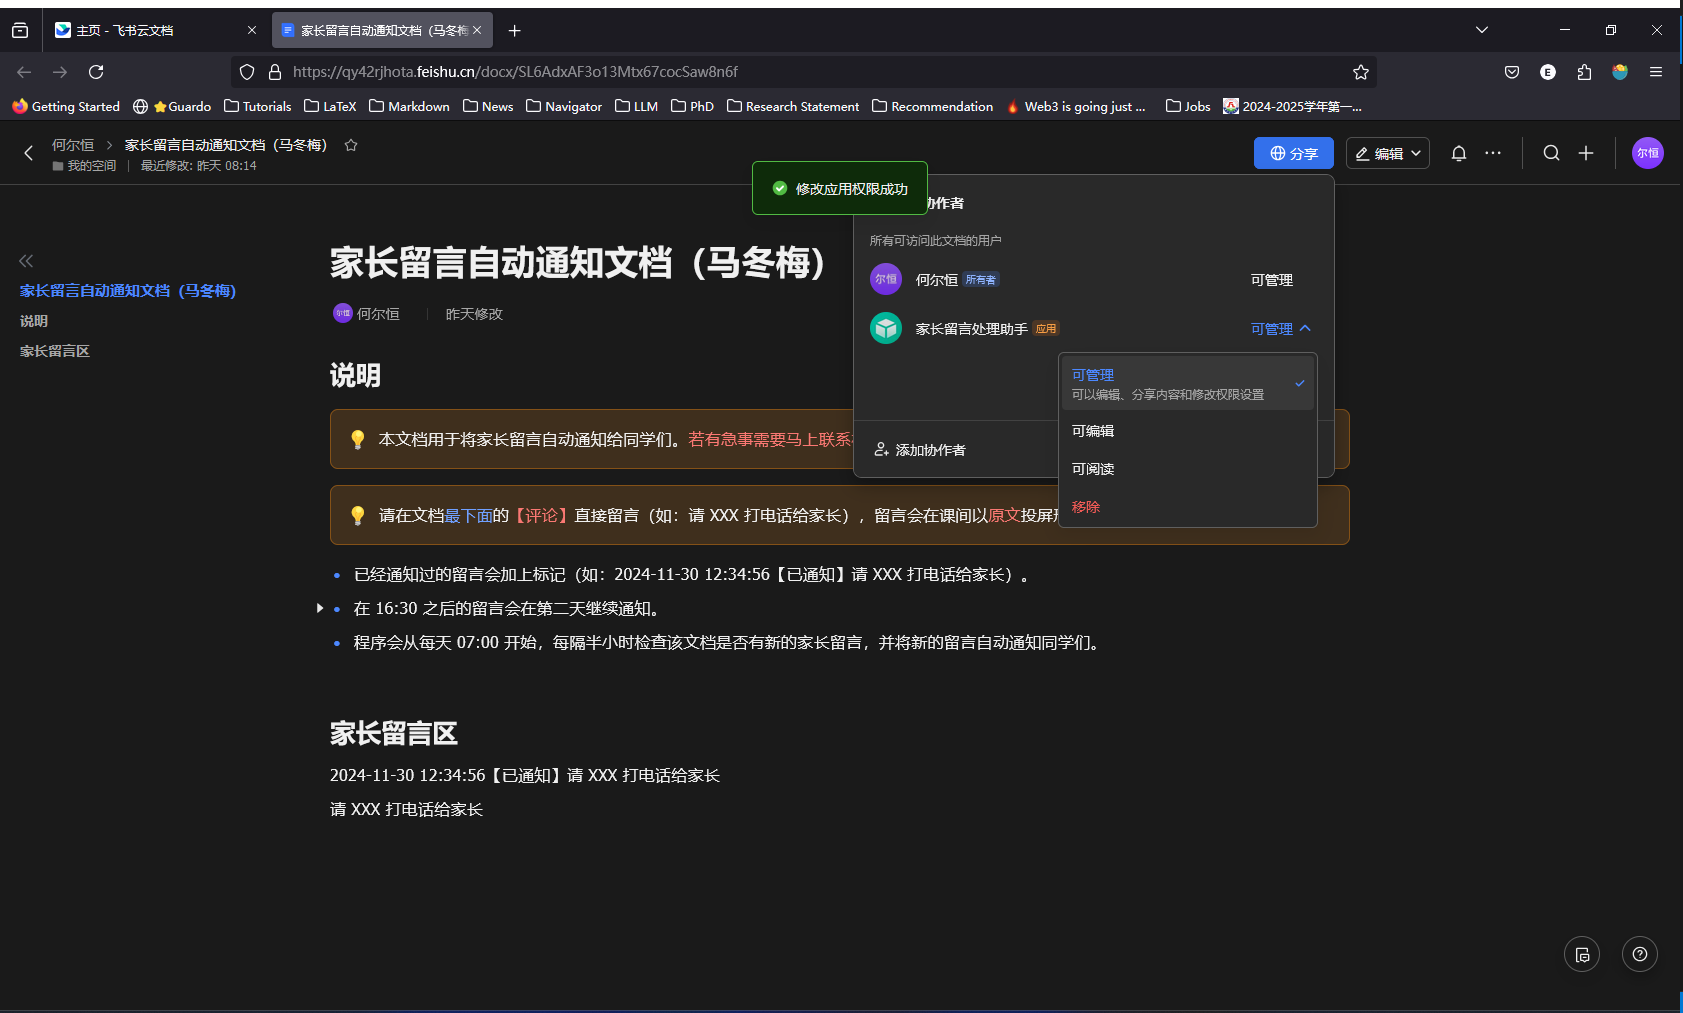 主页 - 飞书云文档
家长留言自动通知文档（马冬梅
https://qy42rjhota.feishu.cn/docx/SL6AdxAF3o13Mtx67cocSaw8n6f
E
Getting Started
Guardo
Tutorials
LaTeX
Markdown
News
Navigator
LLM
PhD
Research Statement
Recommendation
Web3 is going just ...
Jobs
2024-2025学年第一...
何尔恒
家长留言自动通知文档（马冬梅）
我的空间
最近修改: 昨天 08:14
分享
编辑
尔恒
修改应用权限成功
协作者
所有可访问此文档的用户
尔恒
何尔恒
所有者
可管理
家长留言处理助手
应用
可管理
可管理
可以编辑、分享内容和修改权限设置
可编辑
可阅读
移除
添加协作者
家长留言自动通知文档（马冬梅）
说明
家长留言区
家长留言自动通知文档（马冬梅）
尔恒
何尔恒
昨天修改
说明
本文档用于将家长留言自动通知给同学们。若有急事需要马上联系
请在文档最下面的【评论】直接留言（如：请 XXX 打电话给家长），留言会在课间以原文投屏
已经通知过的留言会加上标记（如：2024-11-30 12:34:56【已通知】请 XXX 打电话给家长）。
在 16:30 之后的留言会在第二天继续通知。
程序会从每天 07:00 开始，每隔半小时检查该文档是否有新的家长留言，并将新的留言自动通知同学们。
家长留言区
2024-11-30 12:34:56【已通知】请 XXX 打电话给家长
请 XXX 打电话给家长